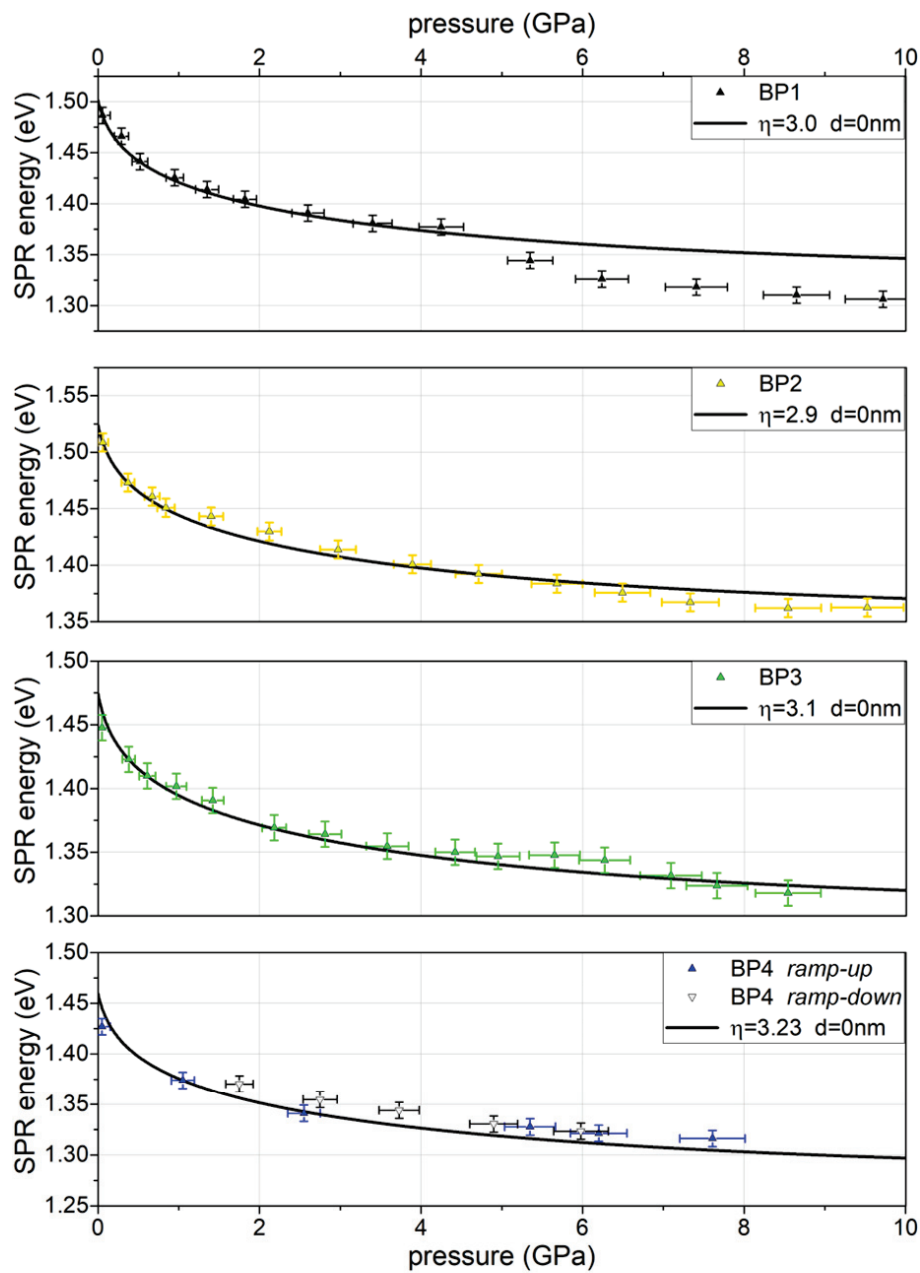 pressure (GPa)
0 2 4 6 8 10
SPR energy (eV)
1.50
1.45
1.40
1.35
1.30
BP1
η=3.0 d=0nm
SPR energy (eV)
1.55
1.50
1.45
1.40
1.35
BP2
η=2.9 d=0nm
SPR energy (eV)
1.50
1.45
1.40
1.35
1.30
BP3
η=3.1 d=0nm
SPR energy (eV)
1.50
1.45
1.40
1.35
1.30
1.25
BP4 ramp-up
BP4 ramp-down
η=3.23 d=0nm
0 2 4 6 8 10
pressure (GPa)